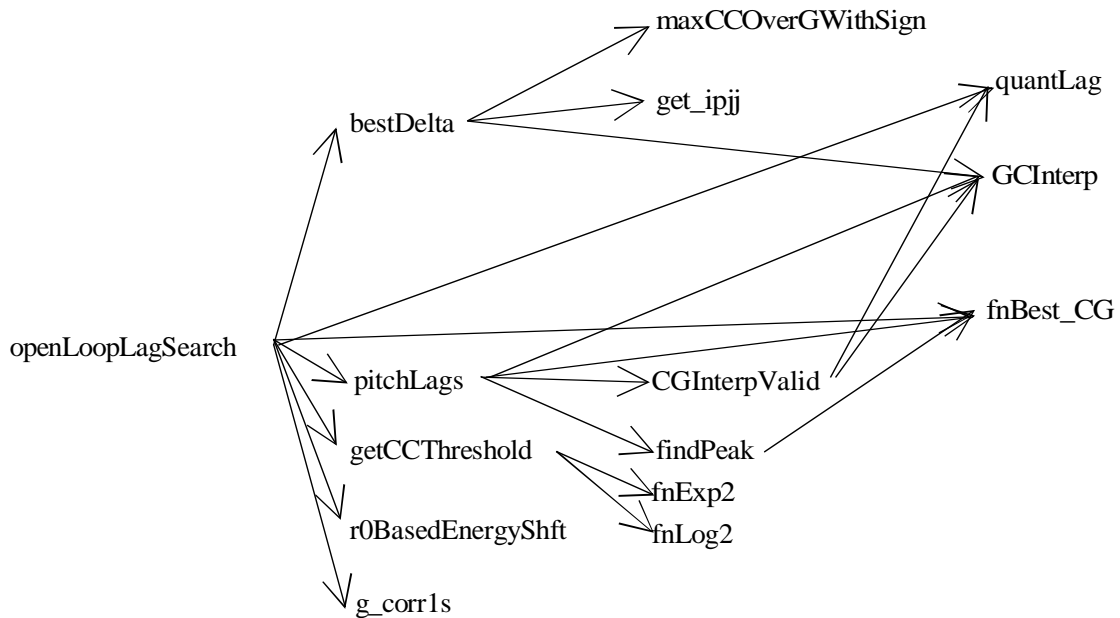 maxCCOverGWithSign
quantLag
get_ipjj
bestDelta
GCInterp
fnBest_CG
openLoopLagSearch
pitchLags
CGInterpValid
getCCThreshold
findPeak
fnExp2
r0BasedEnergyShft
fnLog2
g_corr1s